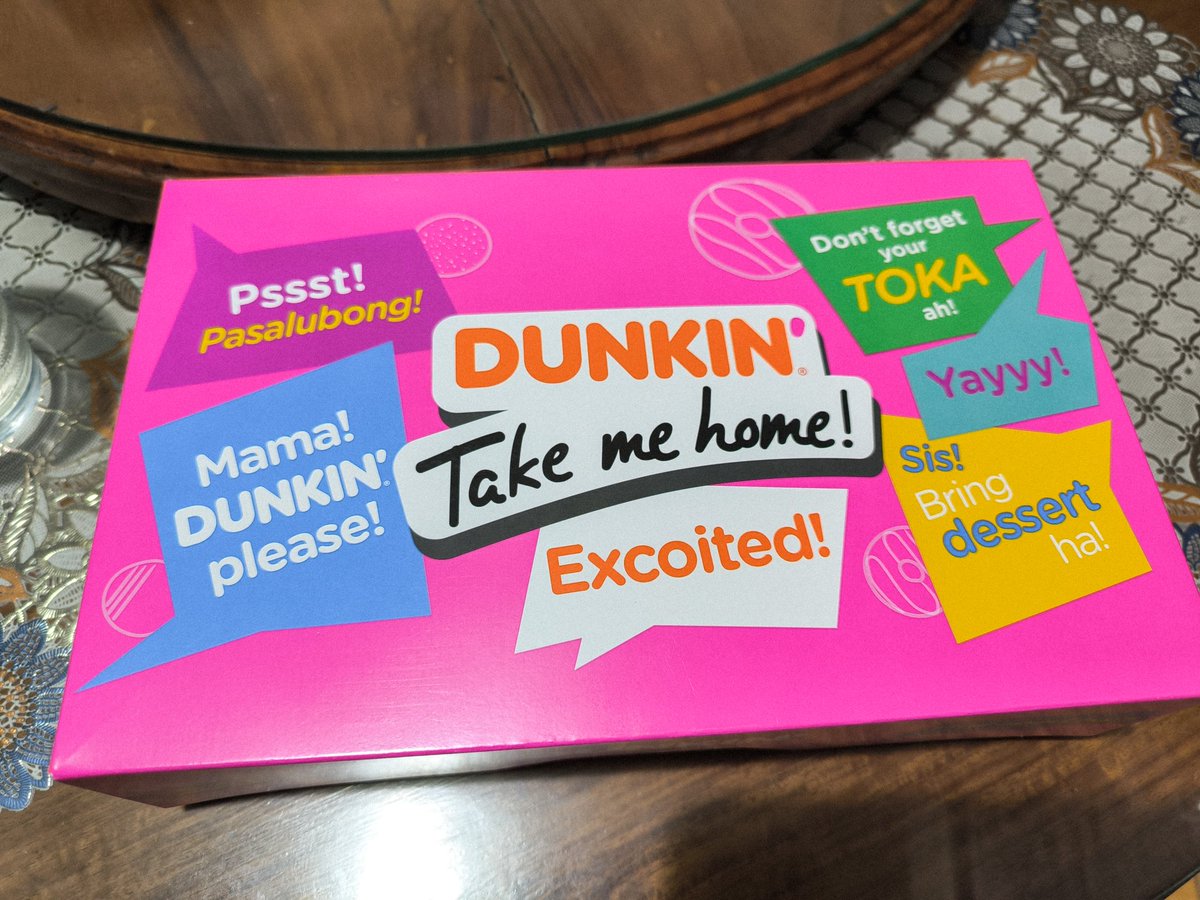 Pssst!
Pasalubong!
Mama!
DUNKIN'®
please!
DUNKIN'®
Take me home!
Excoited!
Don't forget
your
TOKA
ah!
Yayyy!
Sis!
Bring
dessert
ha!